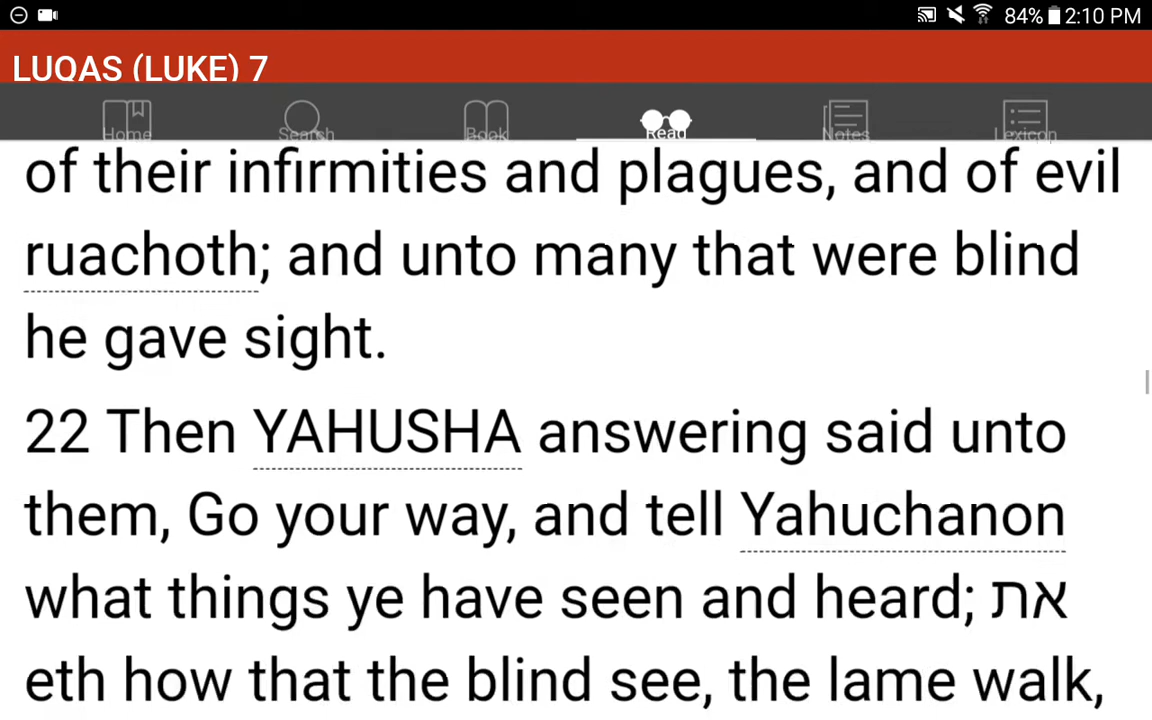 84% 2:10 PM
LUQAS (LUKE) 7
Home Search Book Read Notes Lexicon
of their infirmities and plagues, and of evil
ruachoth; and unto many that were blind
he gave sight.
22 Then YAHUSHA answering said unto
them, Go your way, and tell Yahuchanon
what things ye have seen and heard; את
eth how that the blind see, the lame walk,